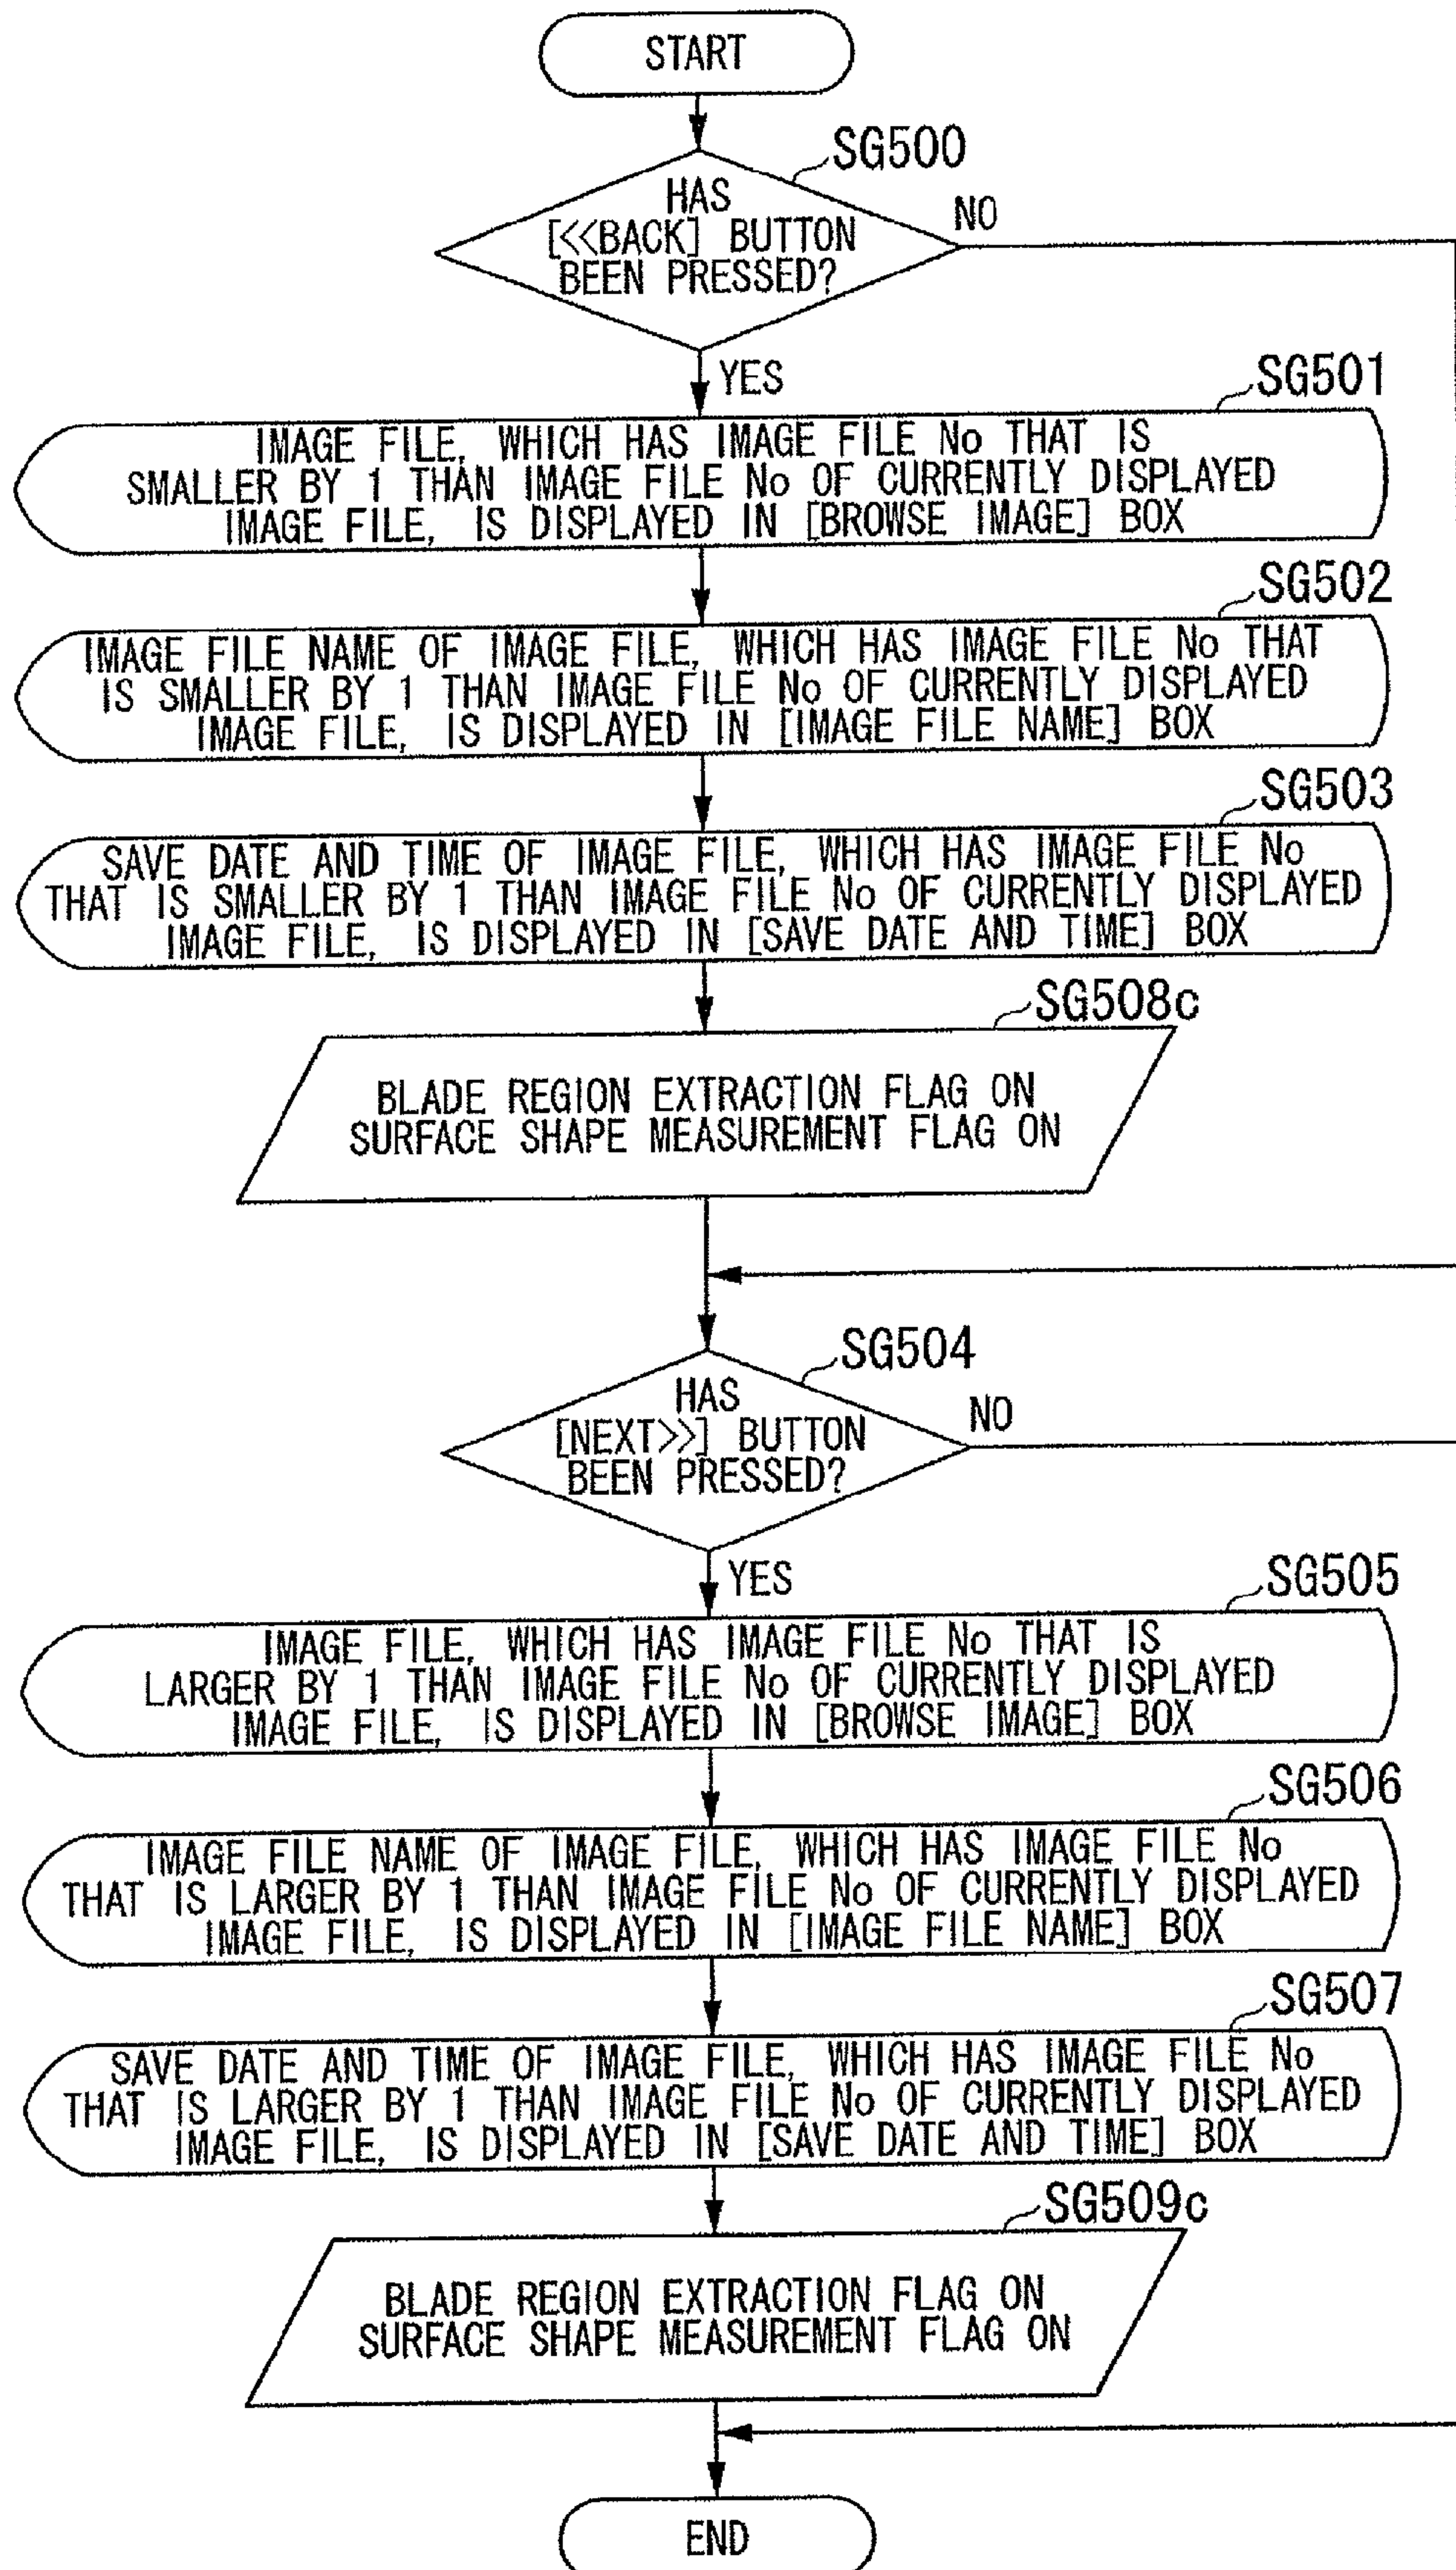 START
SG500
HAS
[<<BACK] BUTTON
BEEN PRESSED?
NO
YES
SG501
IMAGE FILE, WHICH HAS IMAGE FILE No THAT IS
SMALLER BY 1 THAN IMAGE FILE No OF CURRENTLY DISPLAYED
IMAGE FILE, IS DISPLAYED IN [BROWSE IMAGE] BOX
SG502
IMAGE FILE NAME OF IMAGE FILE, WHICH HAS IMAGE FILE No THAT
IS SMALLER BY 1 THAN IMAGE FILE No OF CURRENTLY DISPLAYED
IMAGE FILE, IS DISPLAYED IN [IMAGE FILE NAME] BOX
SG503
SAVE DATE AND TIME OF IMAGE FILE, WHICH HAS IMAGE FILE No
THAT IS SMALLER BY 1 THAN IMAGE FILE No OF CURRENTLY DISPLAYED
IMAGE FILE, IS DISPLAYED IN [SAVE DATE AND TIME] BOX
SG508c
BLADE REGION EXTRACTION FLAG ON
SURFACE SHAPE MEASUREMENT FLAG ON
SG504
HAS
[NEXT>>] BUTTON
BEEN PRESSED?
NO
YES
SG505
IMAGE FILE, WHICH HAS IMAGE FILE No THAT IS
LARGER BY 1 THAN IMAGE FILE No OF CURRENTLY DISPLAYED
IMAGE FILE, IS DISPLAYED IN [BROWSE IMAGE] BOX
SG506
IMAGE FILE NAME OF IMAGE FILE, WHICH HAS IMAGE FILE No
THAT IS LARGER BY 1 THAN IMAGE FILE No OF CURRENTLY DISPLAYED
IMAGE FILE, IS DISPLAYED IN [IMAGE FILE NAME] BOX
SG507
SAVE DATE AND TIME OF IMAGE FILE, WHICH HAS IMAGE FILE No
THAT IS LARGER BY 1 THAN IMAGE FILE No OF CURRENTLY DISPLAYED
IMAGE FILE, IS DISPLAYED IN [SAVE DATE AND TIME] BOX
SG509c
BLADE REGION EXTRACTION FLAG ON
SURFACE SHAPE MEASUREMENT FLAG ON
END